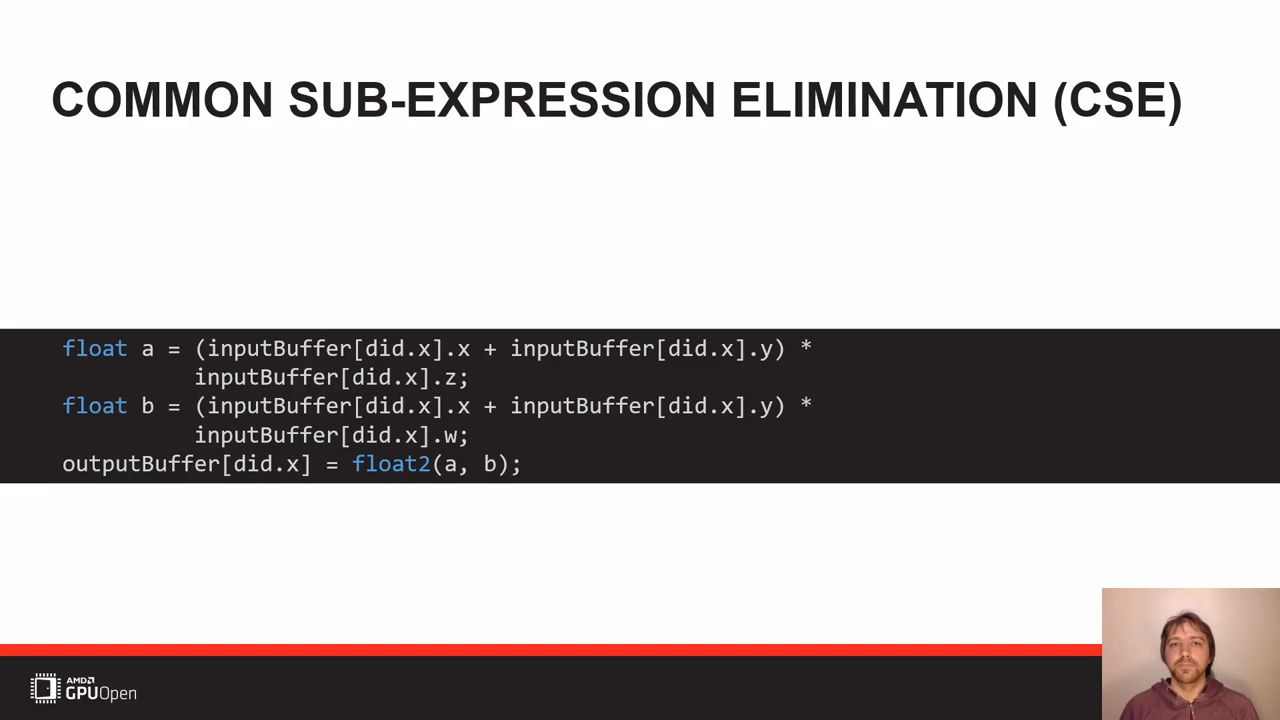 COMMON SUB-EXPRESSION ELIMINATION (CSE)
float a = (inputBuffer[did.x].x + inputBuffer[did.x].y) *
inputBuffer[did.x].z;
float b = (inputBuffer[did.x].x + inputBuffer[did.x].y) *
inputBuffer[did.x].w;
outputBuffer[did.x] = float2(a, b);
AMD
GPUOpen